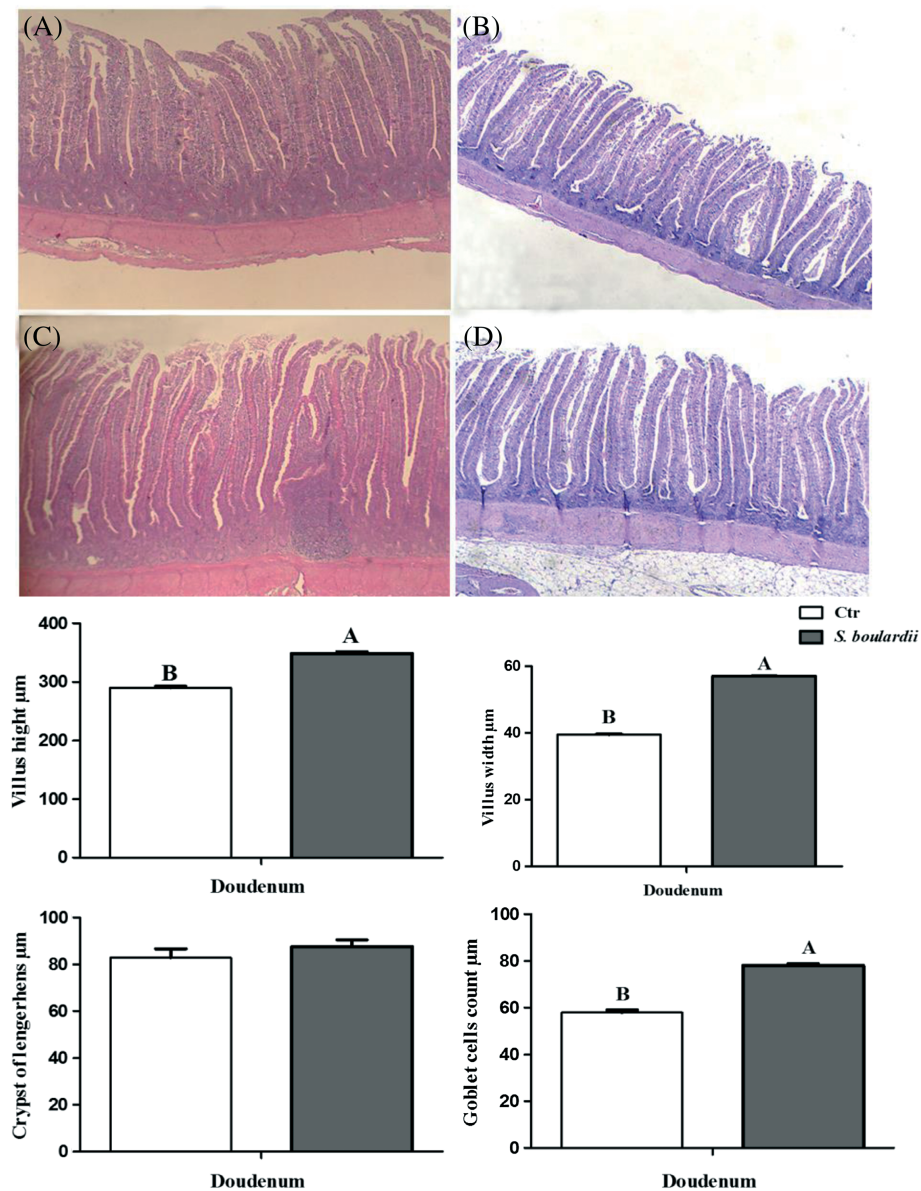 (A)
(B)
(C)
(D)
Ctr
S. boulardii
400
300
200
100
0
Villus hight µm
B
A
Doudenum
60
40
20
0
Villus width µm
B
A
Doudenum
100
80
60
40
20
0
Crypst of lengerhens µm
Doudenum
100
80
60
40
20
0
Goblet cells count µm
B
A
Doudenum